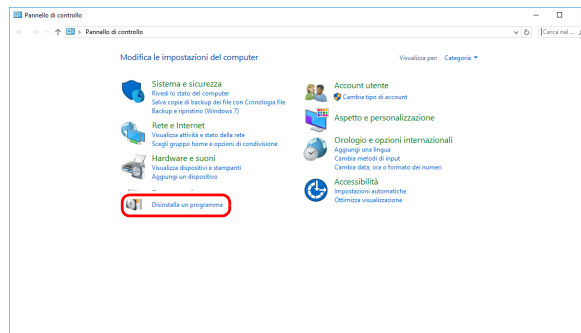 Pannello di controllo
Pannello di controllo
Cerca nel ...
Modifica le impostazioni del computer
Visualizza per: Categoria
Sistema e sicurezza
Rivedi lo stato del computer
Salva copie di backup dei file con Cronologia file
Backup e ripristino (Windows 7)
Rete e Internet
Visualizza attività e stato della rete
Scegli gruppo home e opzioni di condivisione
Hardware e suoni
Visualizza dispositivi e stampanti
Aggiungi un dispositivo
Disinstalla un programma
Account utente
Cambia tipo di account
Aspetto e personalizzazione
Orologio e opzioni internazionali
Aggiungi una lingua
Cambia metodi di input
Cambia data, ora o formato dei numeri
Accessibilità
Impostazioni automatiche
Ottimizza visualizzazione